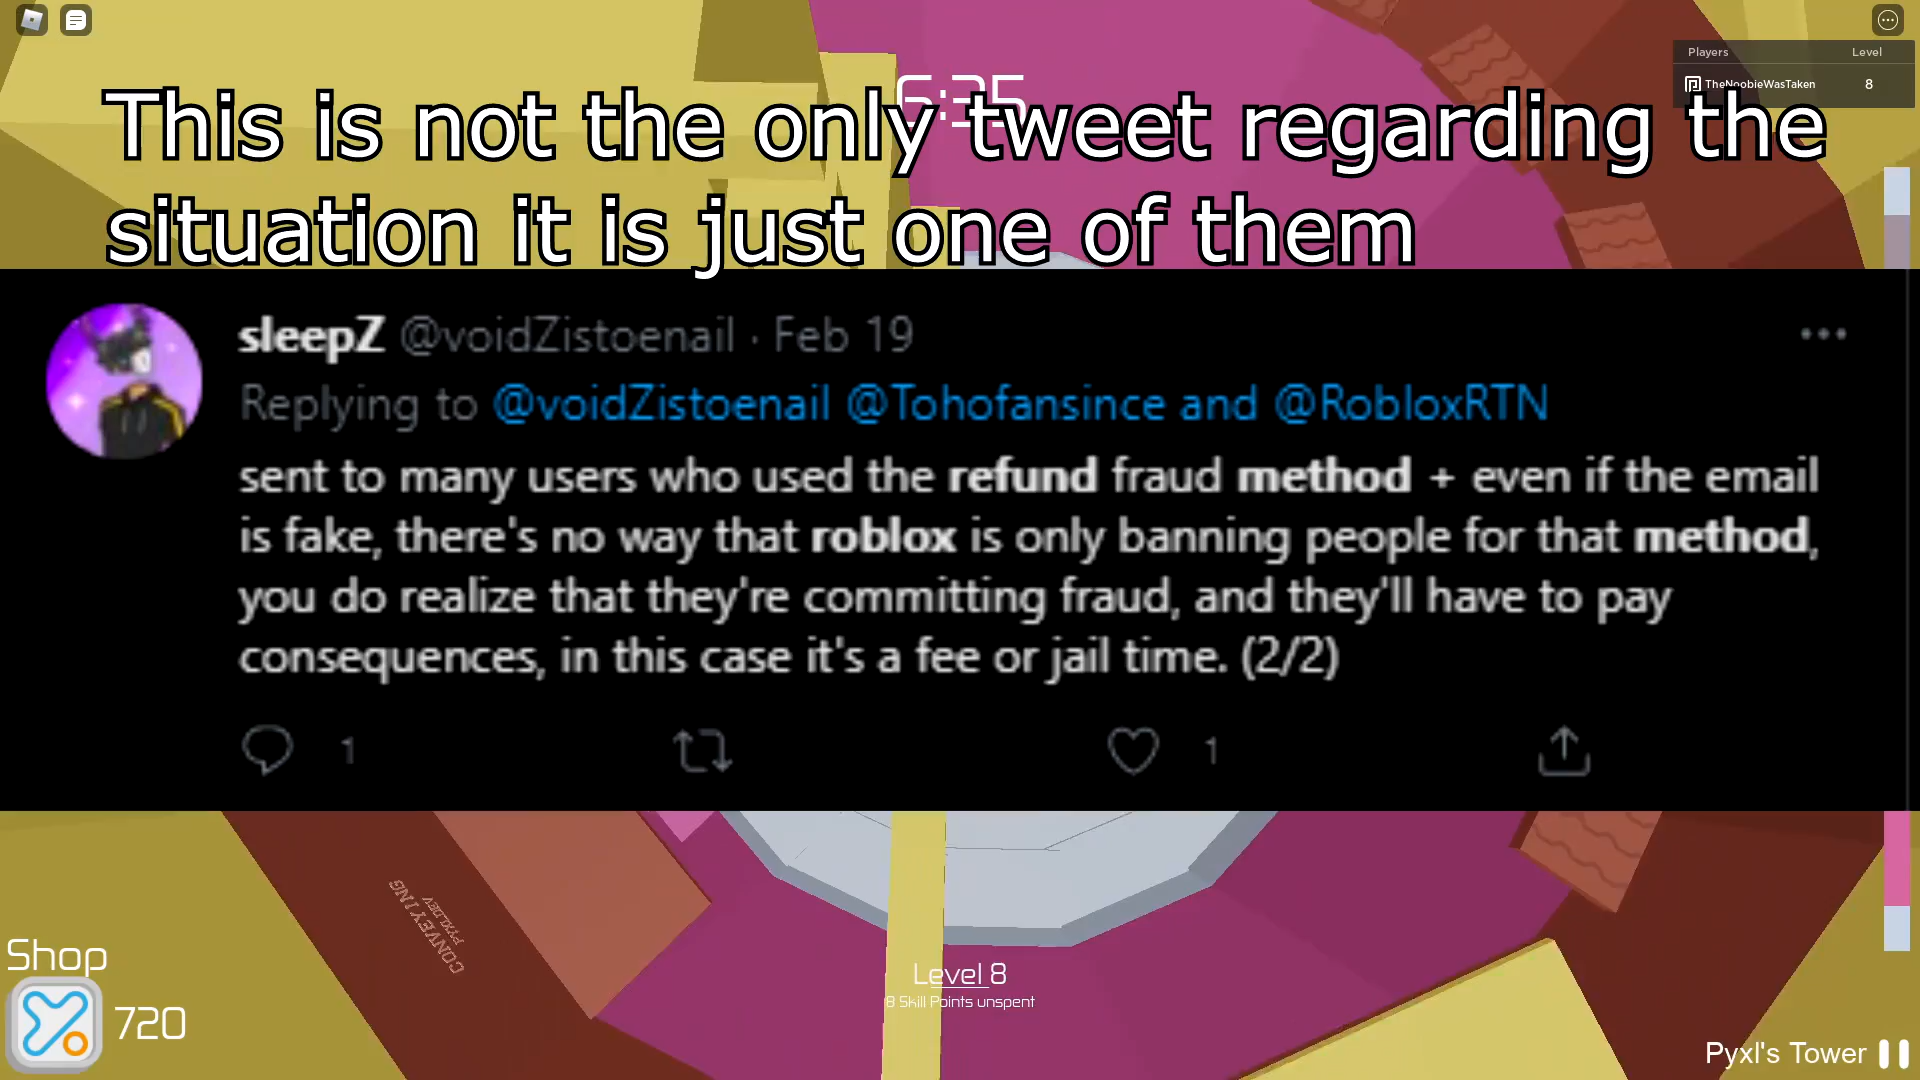 Players Level
TheNoobieWasTaken 8
6:35
This is not the only tweet regarding the
situation it is just one of them
sleepZ @voidZistoenail · Feb 19
Replying to @voidZistoenail @Tohofansince and @RobloxRTN
sent to many users who used the refund fraud method + even if the email
is fake, there's no way that roblox is only banning people for that method,
you do realize that they're committing fraud, and they'll have to pay
consequences, in this case it's a fee or jail time. (2/2)
1 1
CONVEYING
PYXLDEV
Shop
720
Level 8
8 Skill Points unspent
Pyxl's Tower